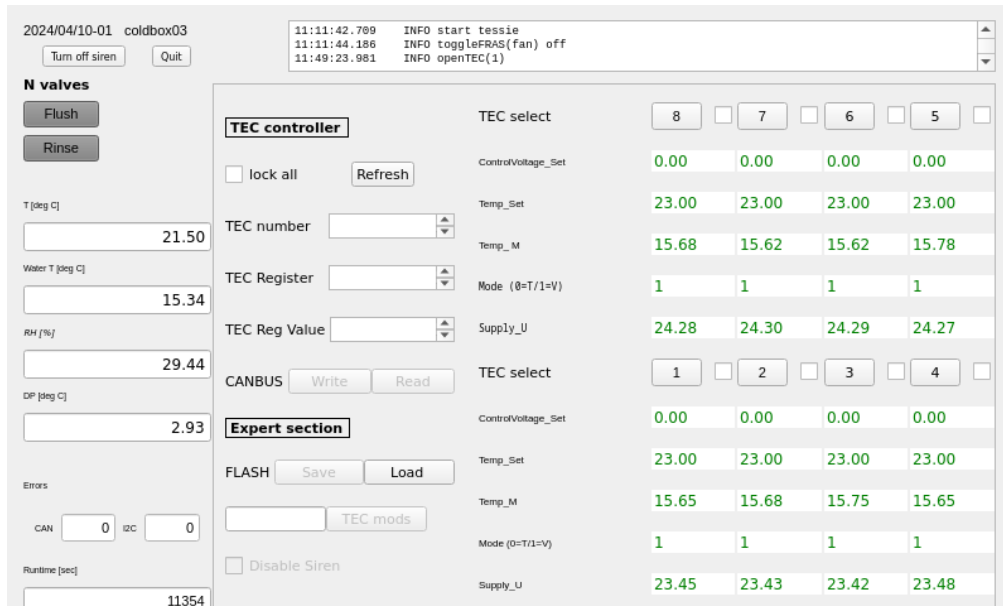 2024/04/10-01 coldbox03
Turn off siren Quit
11:11:42.709 INFO start tessie
11:11:44.186 INFO toggleFRAS(fan) off
11:49:23.981 INFO openTEC(1)
N valves
Flush
Rinse
T [deg C]
21.50
Water T [deg C]
15.34
RH [%]
29.44
DP [deg C]
2.93
Errors
CAN 0 I2C 0
Runtime [sec]
11354
TEC controller
lock all Refresh
TEC number
TEC Register
TEC Reg Value
CANBUS Write Read
Expert section
FLASH Save Load
TEC mods
Disable Siren
TEC select 8 7 6 5
ControlVoltage_Set 0.00 0.00 0.00 0.00
Temp_Set 23.00 23.00 23.00 23.00
Temp_ M 15.68 15.62 15.62 15.78
Mode (0=T/1=V) 1 1 1 1
Supply_U 24.28 24.30 24.29 24.27
TEC select 1 2 3 4
ControlVoltage_Set 0.00 0.00 0.00 0.00
Temp_Set 23.00 23.00 23.00 23.00
Temp_M 15.65 15.68 15.75 15.65
Mode (0=T/1=V) 1 1 1 1
Supply_U 23.45 23.43 23.42 23.48